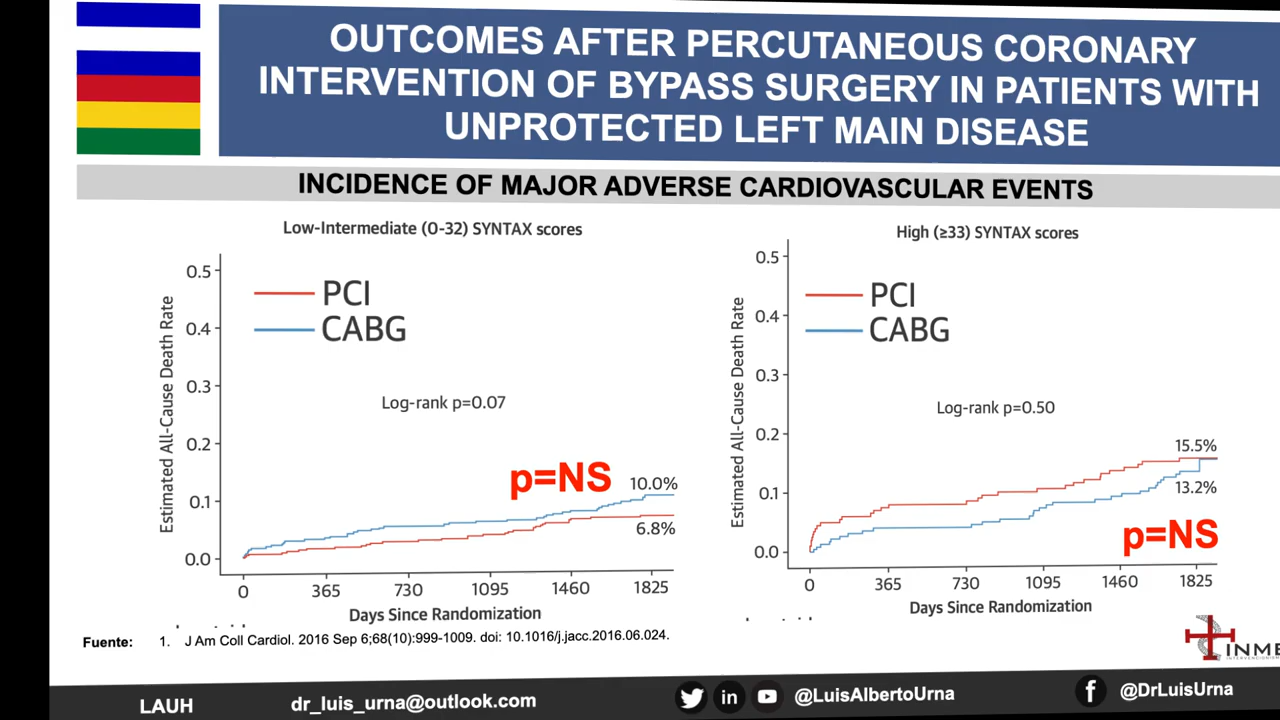 OUTCOMES AFTER PERCUTANEOUS CORONARY
INTERVENTION OF BYPASS SURGERY IN PATIENTS WITH
UNPROTECTED LEFT MAIN DISEASE
INCIDENCE OF MAJOR ADVERSE CARDIOVASCULAR EVENTS
Low-Intermediate (0-32) SYNTAX scores
Estimated All-Cause Death Rate
0.5
0.4
0.3
0.2
0.1
0.0
PCI
CABG
Log-rank p=0.07
p=NS
10.0%
6.8%
0 365 730 1095 1460 1825
Days Since Randomization
High (≥33) SYNTAX scores
Estimated All-Cause Death Rate
0.5
0.4
0.3
0.2
0.1
0.0
PCI
CABG
Log-rank p=0.50
15.5%
13.2%
p=NS
0 365 730 1095 1460 1825
Days Since Randomization
Fuente: 1. J Am Coll Cardiol. 2016 Sep 6;68(10):999-1009. doi: 10.1016/j.jacc.2016.06.024.
INME
LAUH dr_luis_urna@outlook.com @LuisAlbertoUrna @DrLuisUrna